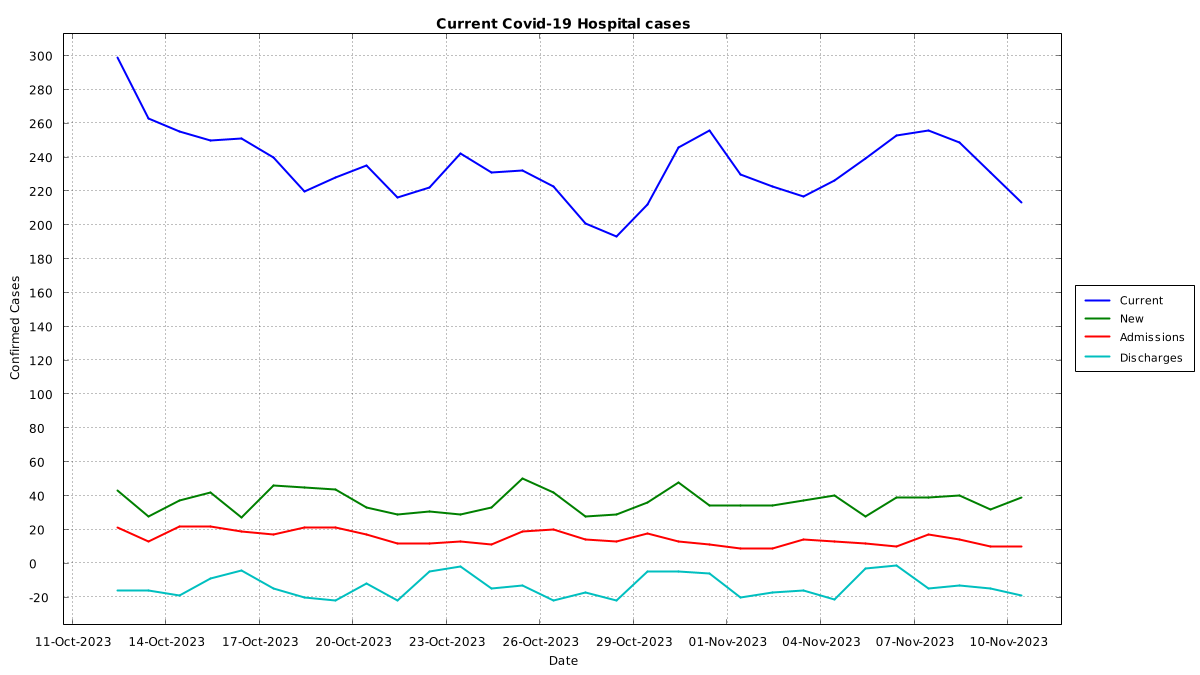 Current Covid-19 Hospital cases
300
280
260
240
220
200
180
160
140
120
100
80
60
40
20
0
-20
Confirmed Cases
11-Oct-2023 14-Oct-2023 17-Oct-2023 20-Oct-2023 23-Oct-2023 26-Oct-2023 29-Oct-2023 01-Nov-2023 04-Nov-2023 07-Nov-2023 10-Nov-2023
Date
Current
New
Admissions
Discharges